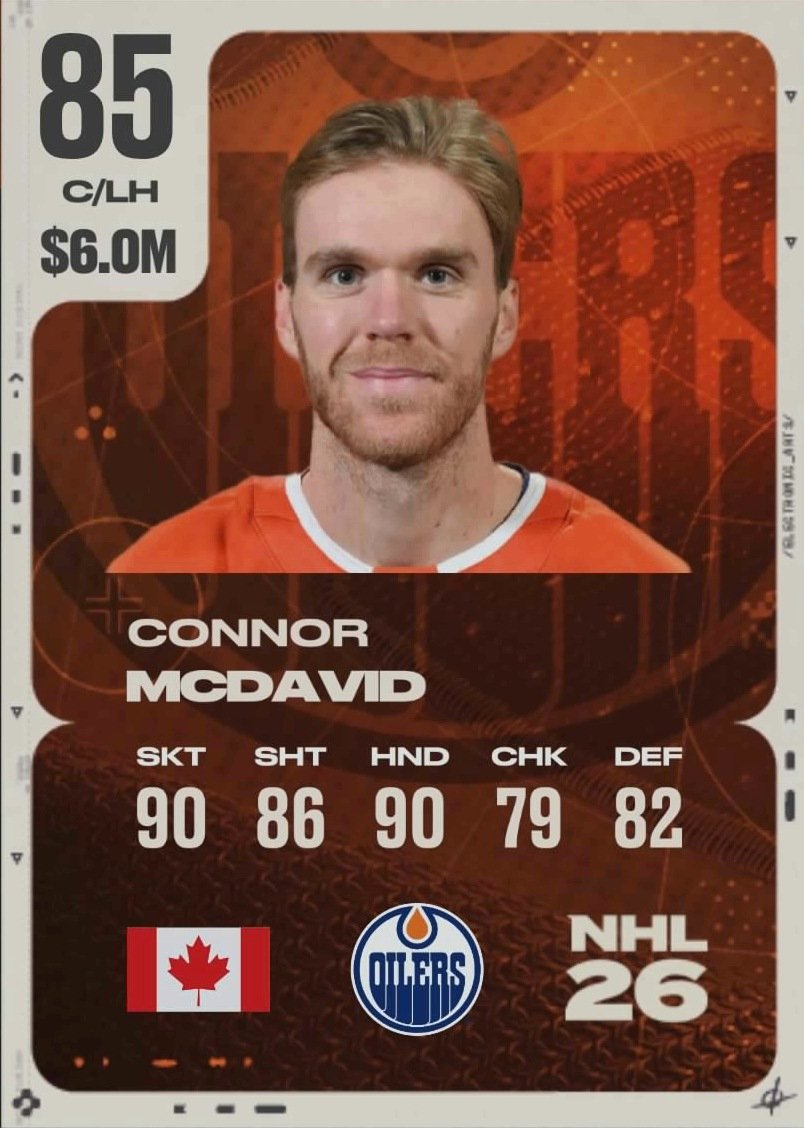 85
C/LH
$6.0M
CONNOR
MCDAVID
SKT SHT HND CHK DEF
90 86 90 79 82
OILERS
NHL
26